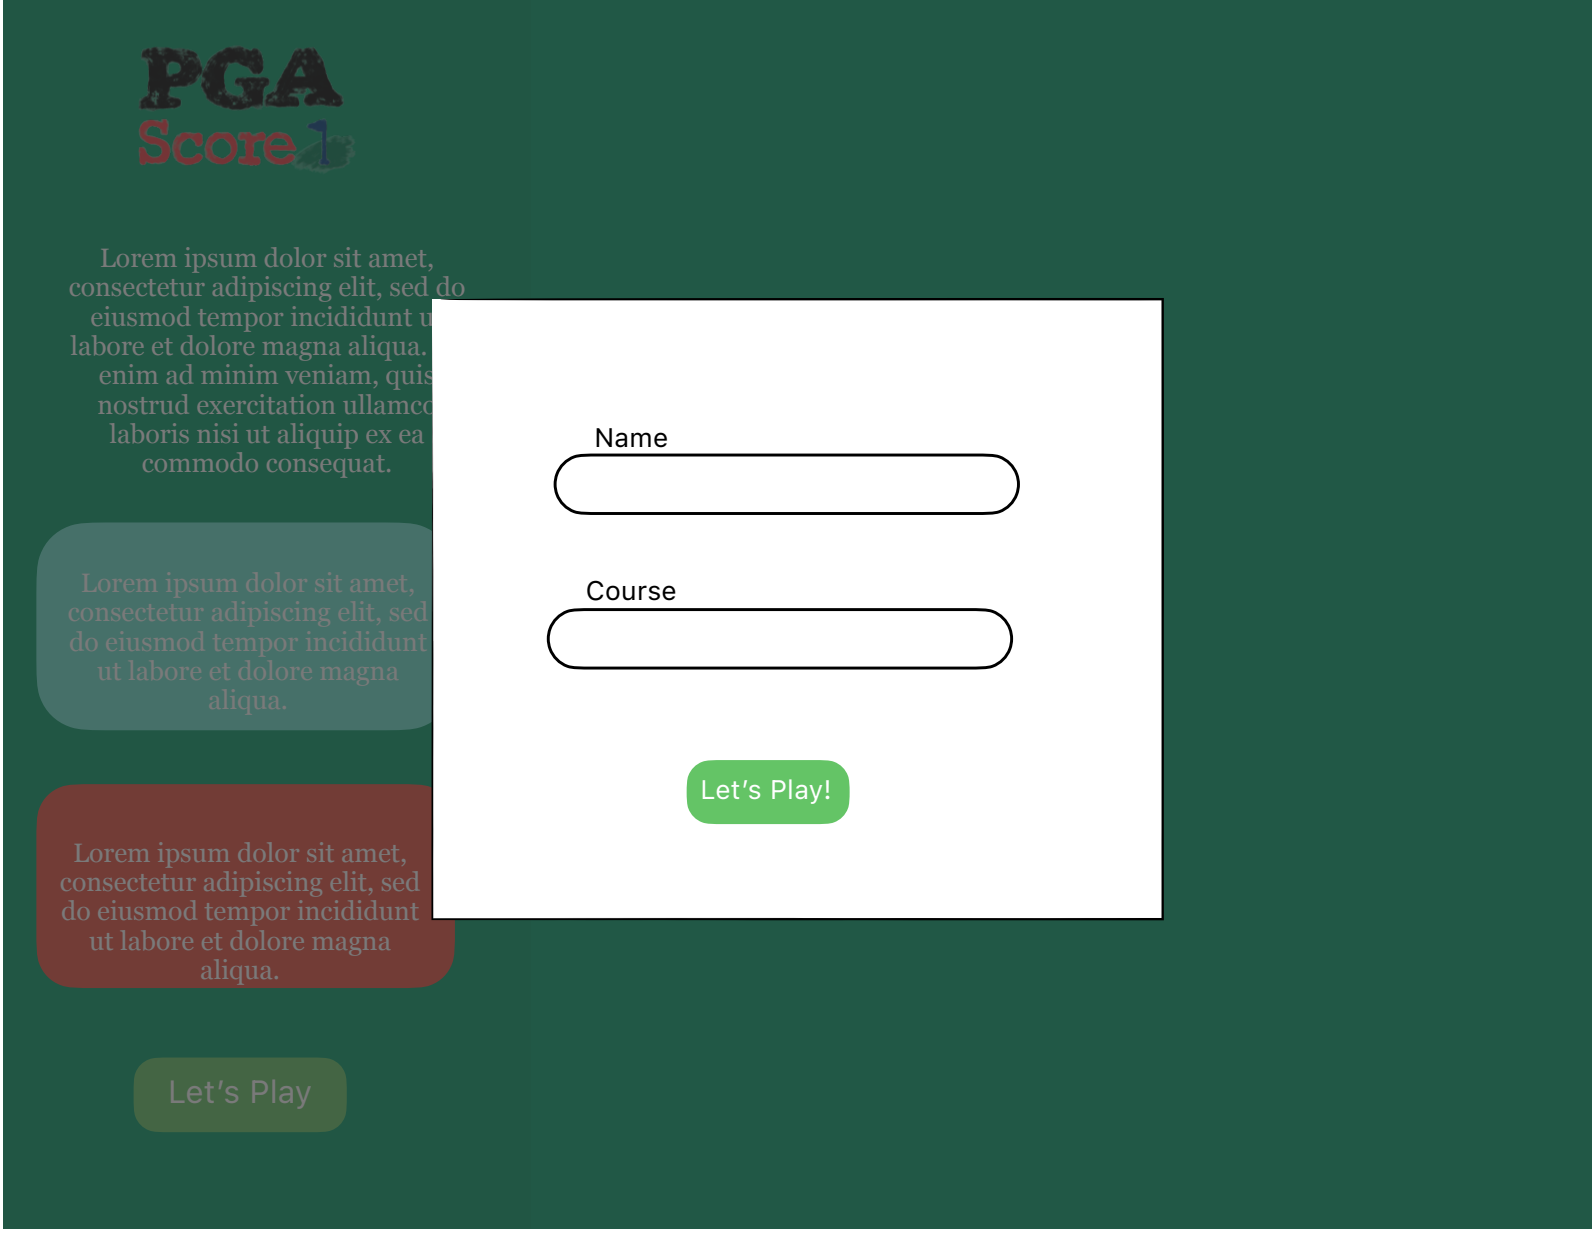 PGA
Score
Lorem ipsum dolor sit amet,
consectetur adipiscing elit, sed do
eiusmod tempor incididunt u
labore et dolore magna aliqua.
enim ad minim veniam, quis
nostrud exercitation ullamco
laboris nisi ut aliquip ex ea
commodo consequat.
Lorem ipsum dolor sit amet,
consectetur adipiscing elit, sed
do eiusmod tempor incididunt
ut labore et dolore magna
aliqua.
Lorem ipsum dolor sit amet,
consectetur adipiscing elit, sed
do eiusmod tempor incididunt
ut labore et dolore magna
aliqua.
Let’s Play
Name
Course
Let’s Play!